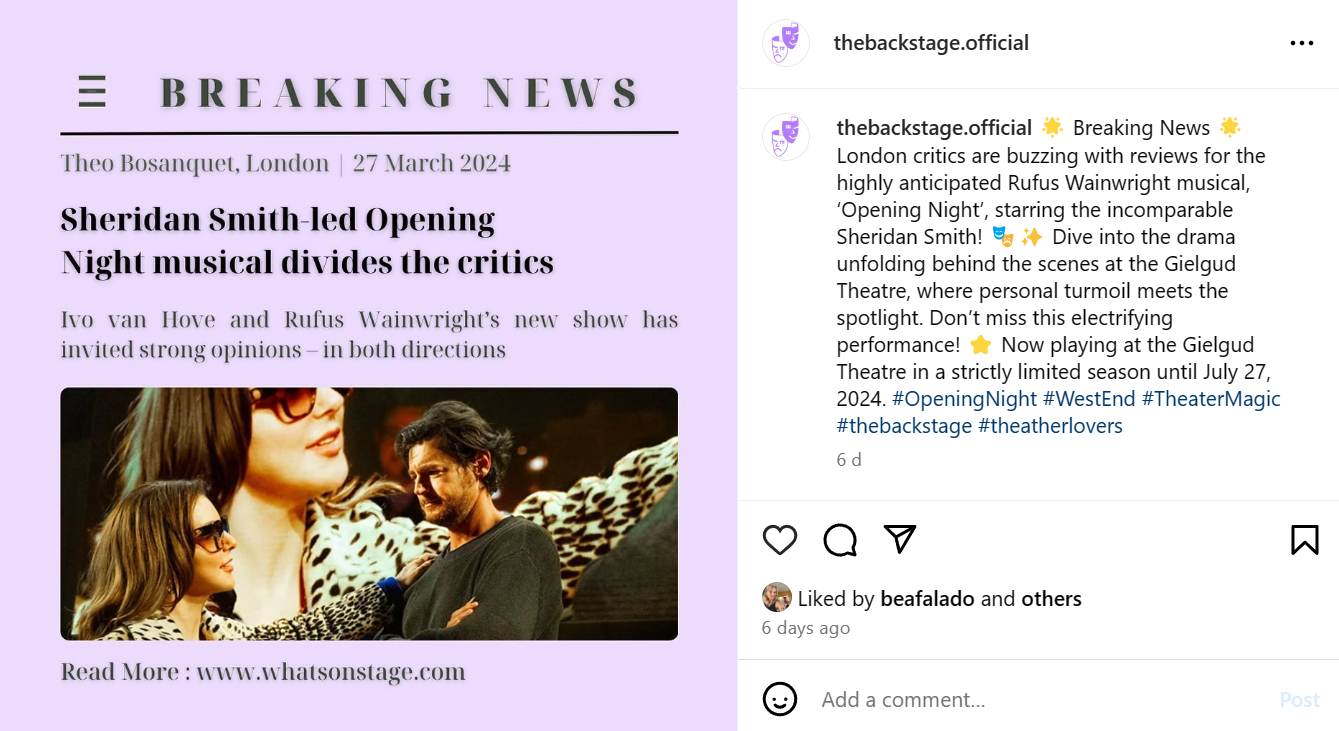 BREAKING NEWS
Theo Bosanquet, London | 27 March 2024
Sheridan Smith-led Opening
Night musical divides the critics
Ivo van Hove and Rufus Wainwright’s new show has
invited strong opinions – in both directions
Read More : www.whatsonstage.com
thebackstage.official
thebackstage.official 🌟 Breaking News 🌟
London critics are buzzing with reviews for the
highly anticipated Rufus Wainwright musical,
‘Opening Night’, starring the incomparable
Sheridan Smith! 🎭 ✨ Dive into the drama
unfolding behind the scenes at the Gielgud
Theatre, where personal turmoil meets the
spotlight. Don’t miss this electrifying
performance! ⭐ Now playing at the Gielgud
Theatre in a strictly limited season until July 27,
2024. #OpeningNight #WestEnd #TheaterMagic
#thebackstage #theatherlovers
6 d
Liked by beafalado and others
6 days ago
Add a comment...
Post